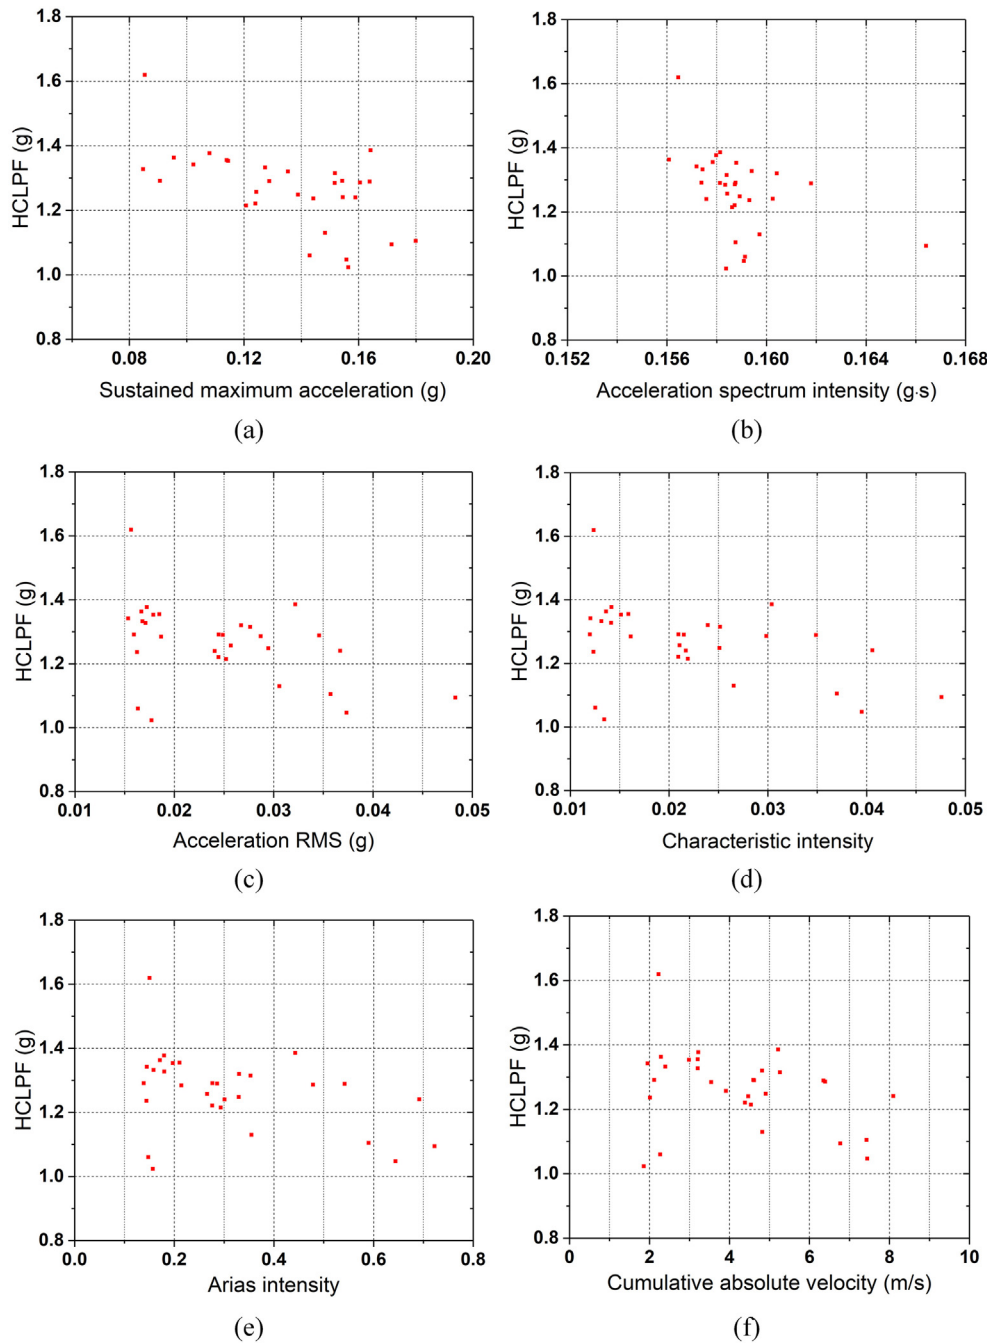 1.8
1.6
1.4
1.2
1.0
0.8
HCLPF (g)
0.08 0.12 0.16 0.20
Sustained maximum acceleration (g)
(a)
1.8
1.6
1.4
1.2
1.0
0.8
HCLPF (g)
0.152 0.156 0.160 0.164 0.168
Acceleration spectrum intensity (g·s)
(b)
1.8
1.6
1.4
1.2
1.0
0.8
HCLPF (g)
0.01 0.02 0.03 0.04 0.05
Acceleration RMS (g)
(c)
1.8
1.6
1.4
1.2
1.0
0.8
HCLPF (g)
0.01 0.02 0.03 0.04 0.05
Characteristic intensity
(d)
1.8
1.6
1.4
1.2
1.0
0.8
HCLPF (g)
0.0 0.2 0.4 0.6 0.8
Arias intensity
(e)
1.8
1.6
1.4
1.2
1.0
0.8
HCLPF (g)
0 2 4 6 8 10
Cumulative absolute velocity (m/s)
(f)